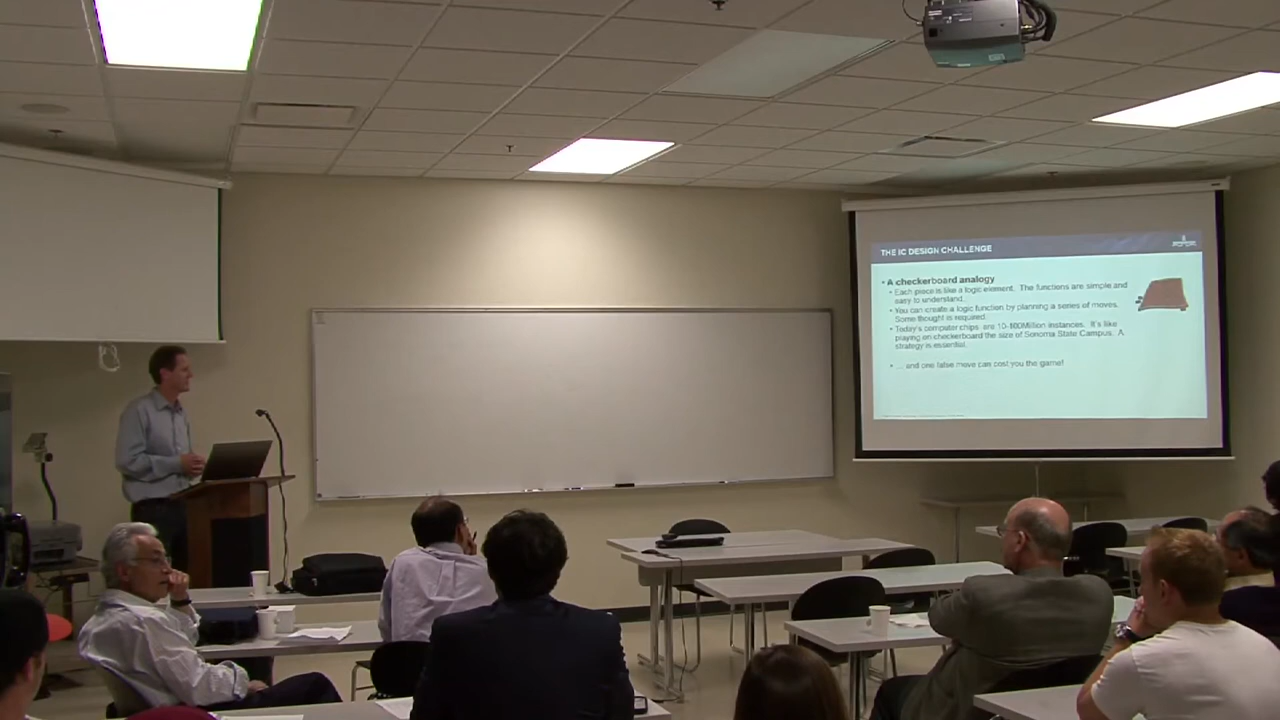 THE IC DESIGN CHALLENGE
• A checkerboard analogy
• Each piece is like a logic element. The functions are simple and
easy to understand.
• You can create a logic function by planning a series of moves.
Some thought is required.
• Today's computer chips are 10-100Million instances. It's like
playing on checkerboard the size of Sonoma State Campus. A
strategy is essential.
• ... and one false move can cost you the game!